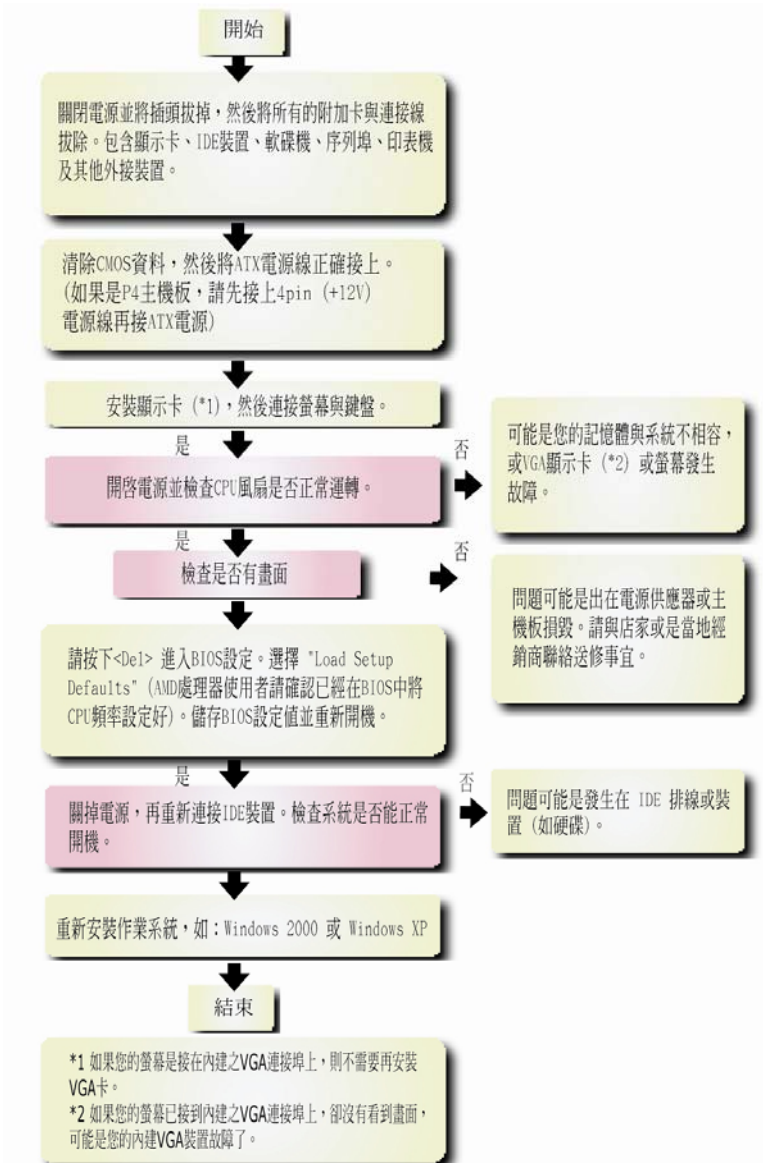 開始
關閉電源並將插頭拔掉，然後將所有的附加卡與連接線
拔除。包含顯示卡、IDE裝置、軟碟機、序列埠、印表機
及其他外接裝置。
清除CMOS資料，然後將ATX電源線正確接上。
(如果是P4主機板，請先接上4pin (+12V)
電源線再接ATX電源)
安裝顯示卡 (*1)，然後連接螢幕與鍵盤。
是
否
開啓電源並檢查CPU風扇是否正常運轉。
可能是您的記憶體與系統不相容，
或VGA顯示卡 (*2) 或螢幕發生
故障。
是
否
檢查是否有畫面
問題可能是出在電源供應器或主
機板損毀。請與店家或是當地經
銷商聯絡送修事宜。
請按下<Del> 進入BIOS設定。選擇 "Load Setup
Defaults" (AMD處理器使用者請確認已經在BIOS中將
CPU頻率設定好)。儲存BIOS設定值並重新開機。
是
否
關掉電源，再重新連接IDE裝置。檢查系統是否能正常
開機。
問題可能是發生在 IDE 排線或裝
置 (如硬碟)。
重新安裝作業系統，如：Windows 2000 或 Windows XP
結束
*1 如果您的螢幕是接在內建之VGA連接埠上，則不需要再安裝
VGA卡。
*2 如果您的螢幕已接到內建之VGA連接埠上，卻沒有看到畫面，
可能是您的內建VGA裝置故障了。